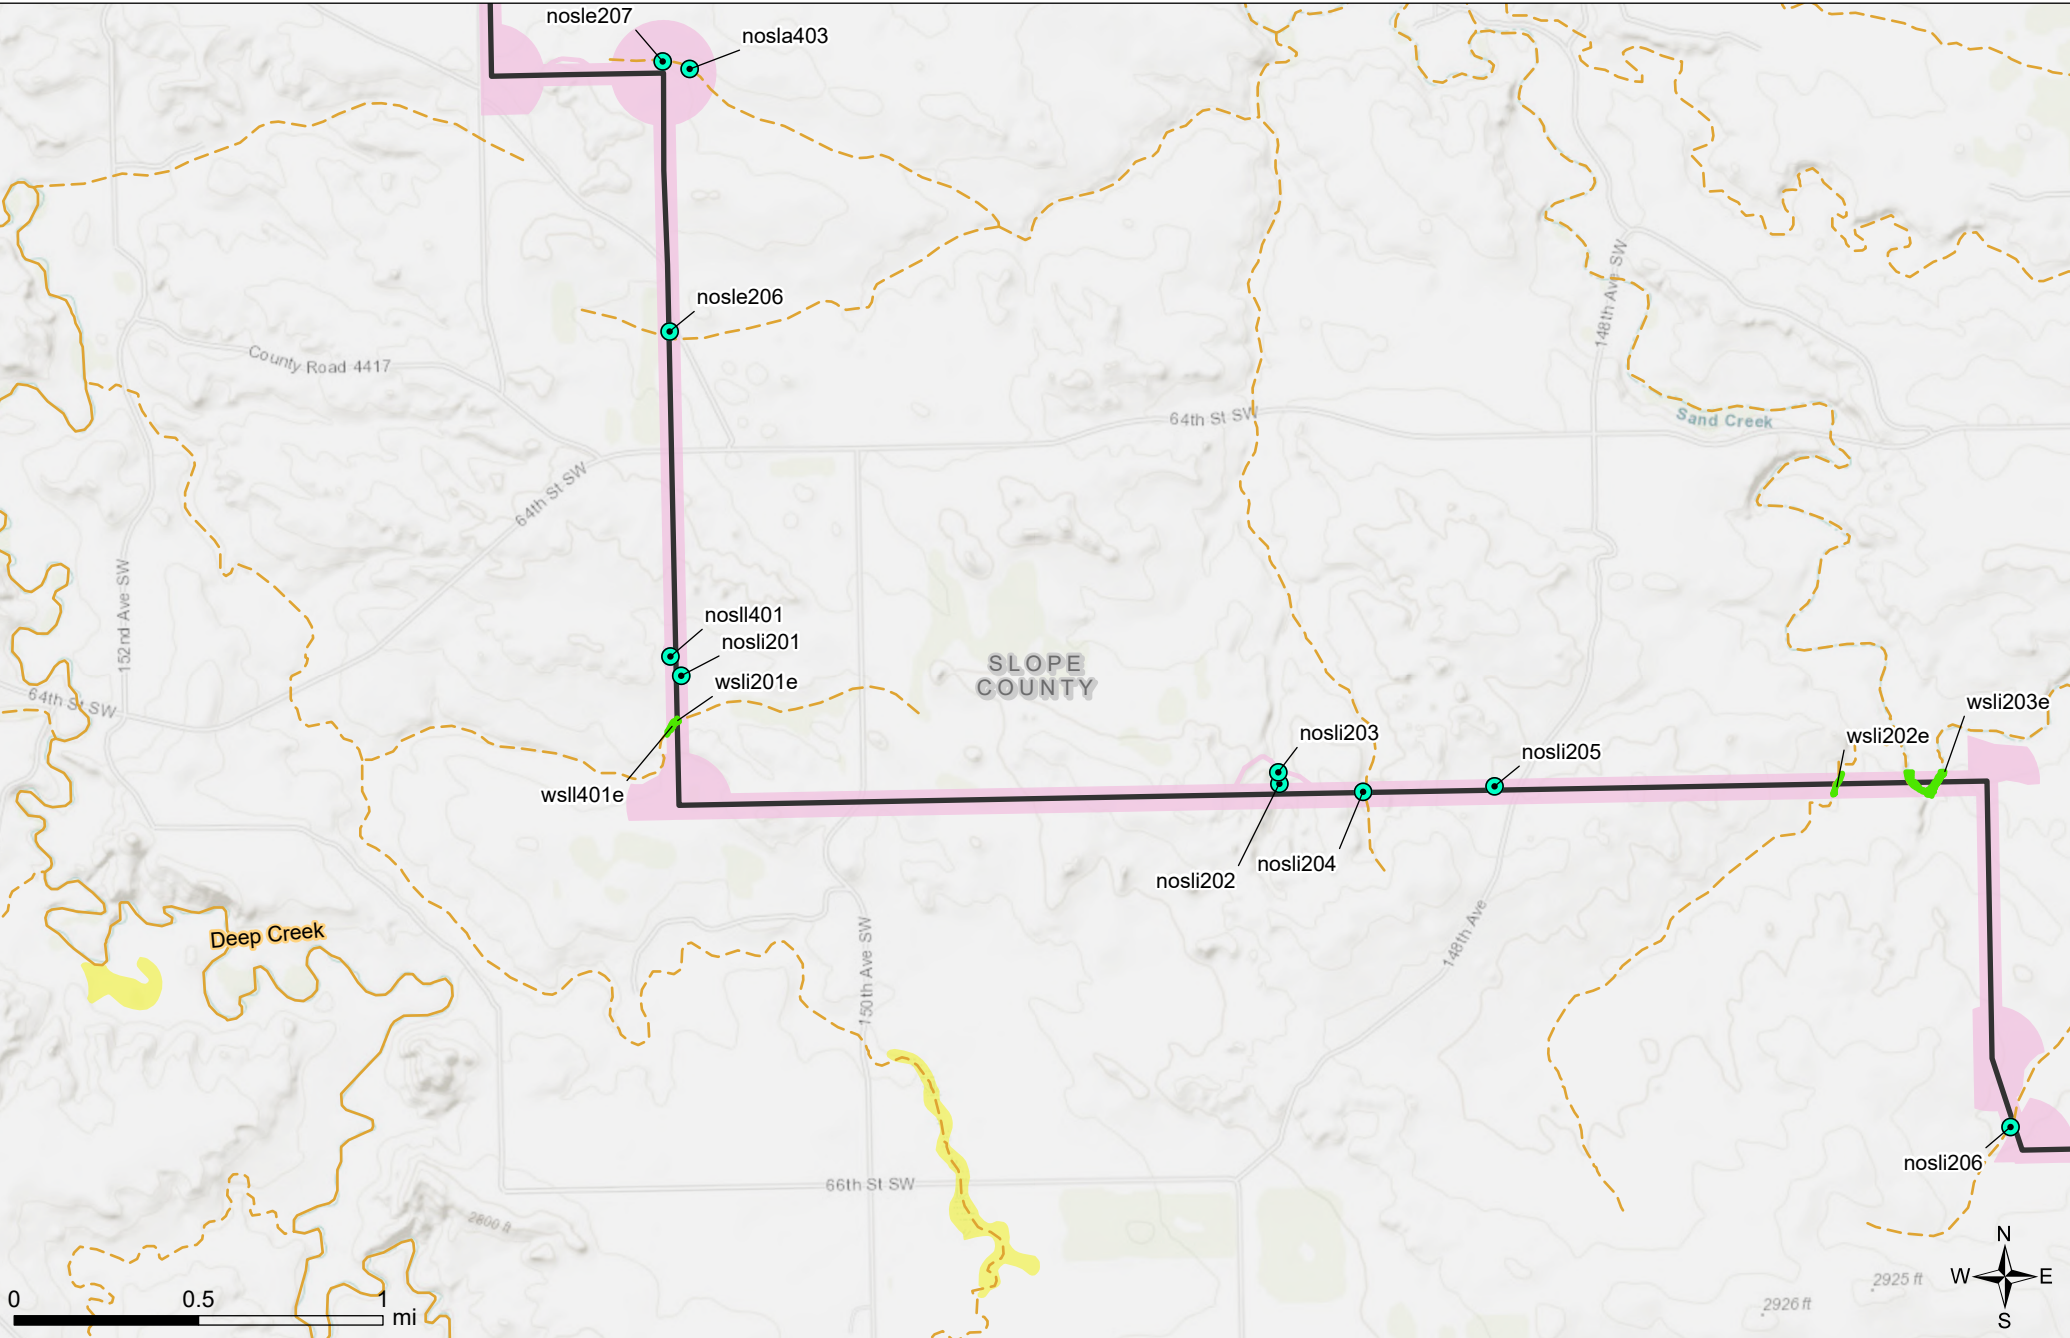 nosle207
nosla403
148th Ave SW
nosle206
County Road 4417
64th St SW
Sand Creek
64th St SW
152nd Ave SW
nosll401
nosli201
SLOPE
COUNTY
wsli201e
64th St SW
wsli203e
nosli203
wsli202e
nosli205
wsll401e
nosli204
nosli202
Deep Creek
148th Ave
150th Ave SW
nosli206
66th St SW
2800 ft
N
W E
S
2925 ft
2926 ft
0 0.5 1
mi